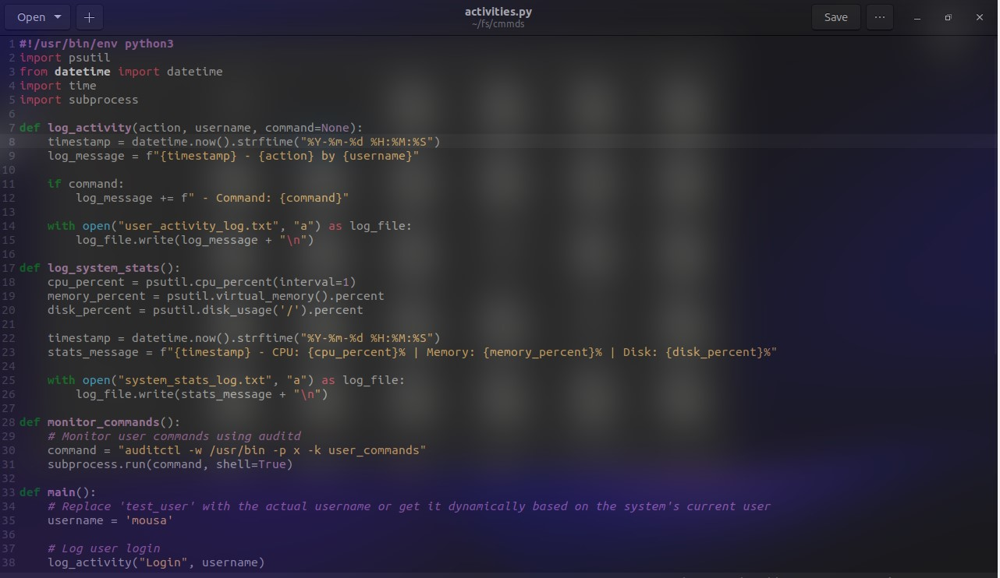 Open
activities.py
~/fs/cmmds
Save
1 #!/usr/bin/env python3
2 import psutil
3 from datetime import datetime
4 import time
5 import subprocess
6
7 def log_activity(action, username, command=None):
8     timestamp = datetime.now().strftime("%Y-%m-%d %H:%M:%S")
9     log_message = f"{timestamp} - {action} by {username}"
10
11     if command:
12         log_message += f" - Command: {command}"
13
14     with open("user_activity_log.txt", "a") as log_file:
15         log_file.write(log_message + "\n")
16
17 def log_system_stats():
18     cpu_percent = psutil.cpu_percent(interval=1)
19     memory_percent = psutil.virtual_memory().percent
20     disk_percent = psutil.disk_usage('/').percent
21
22     timestamp = datetime.now().strftime("%Y-%m-%d %H:%M:%S")
23     stats_message = f"{timestamp} - CPU: {cpu_percent}% | Memory: {memory_percent}% | Disk: {disk_percent}%"
24
25     with open("system_stats_log.txt", "a") as log_file:
26         log_file.write(stats_message + "\n")
27
28 def monitor_commands():
29     # Monitor user commands using auditd
30     command = "auditctl -w /usr/bin -p x -k user_commands"
31     subprocess.run(command, shell=True)
32
33 def main():
34     # Replace 'test_user' with the actual username or get it dynamically based on the system's current user
35     username = 'mousa'
36
37     # Log user login
38     log_activity("Login", username)